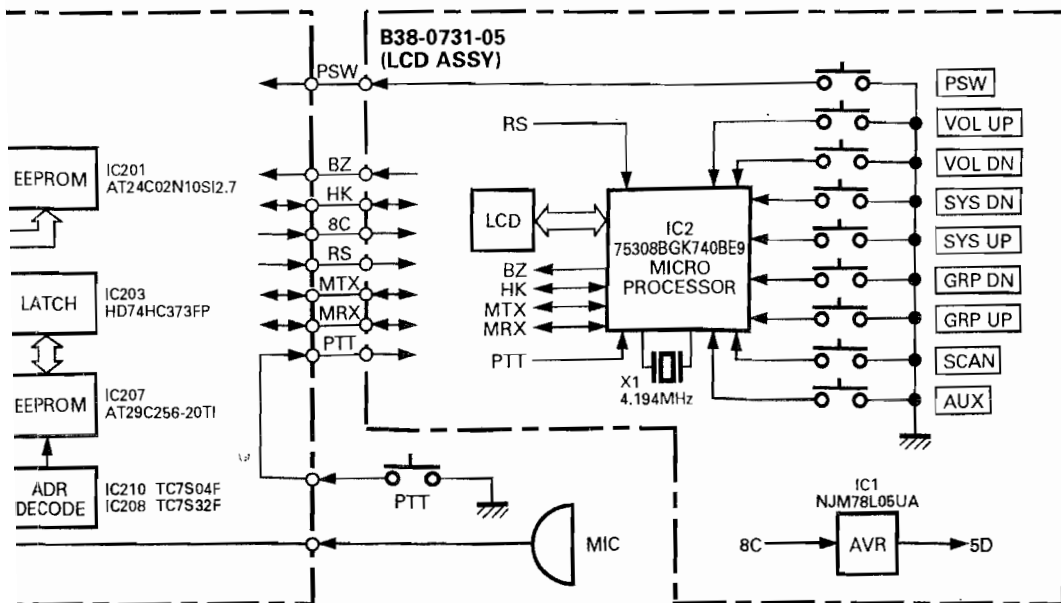 B38-0731-05
(LCD ASSY)
PSW
PSW
RS
VOL UP
VOL DN
EEPROM
IC201
AT24C02N10SI2.7
BZ
HK
8C
RS
MTX
MRX
PTT
LCD
IC2
75308BGK740BE9
MICRO
PROCESSOR
SYS DN
SYS UP
GRP DN
GRP UP
SCAN
AUX
BZ
HK
MTX
MRX
PTT
X1
4.194MHz
LATCH
IC203
HD74HC373FP
EEPROM
IC207
AT29C256-20TI
ADR
DECODE
IC210 TC7S04F
IC208 TC7S32F
PTT
MIC
IC1
NJM78L05UA
8C
AVR
5D